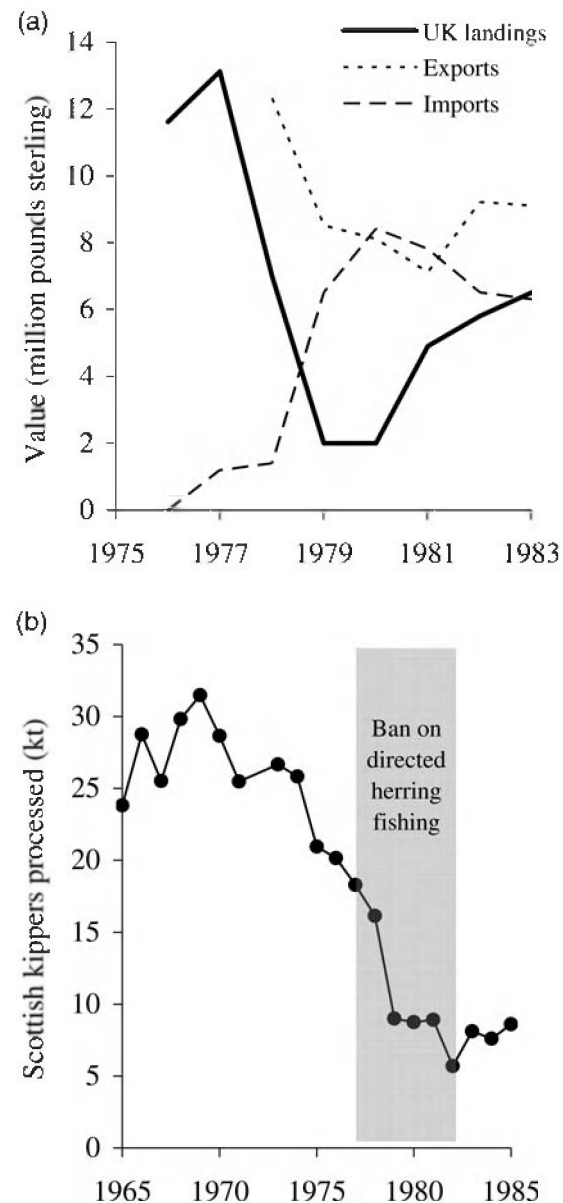 (a)
UK landings
Exports
Imports
Value (million pounds sterling)
14
12
10
8
6
4
2
0
1975 1977 1979 1981 1983
(b)
Scottish kippers processed (kt)
35
30
25
20
15
10
5
0
Ban on
directed
herring
fishing
1965 1970 1975 1980 1985